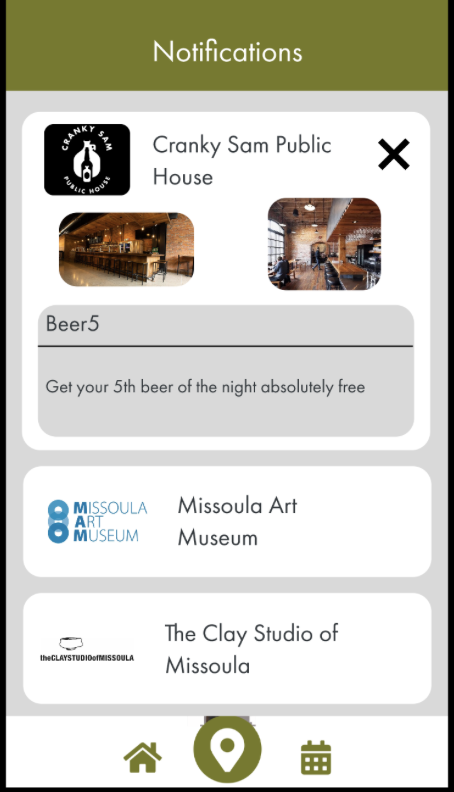 Notifications
CRANKY SAM
PUBLIC HOUSE
Cranky Sam Public
House
Beer5
Get your 5th beer of the night absolutely free
MISSOULA
ART
MUSEUM
Missoula Art
Museum
theCLAYSTUDIOofMISSOULA
The Clay Studio of
Missoula